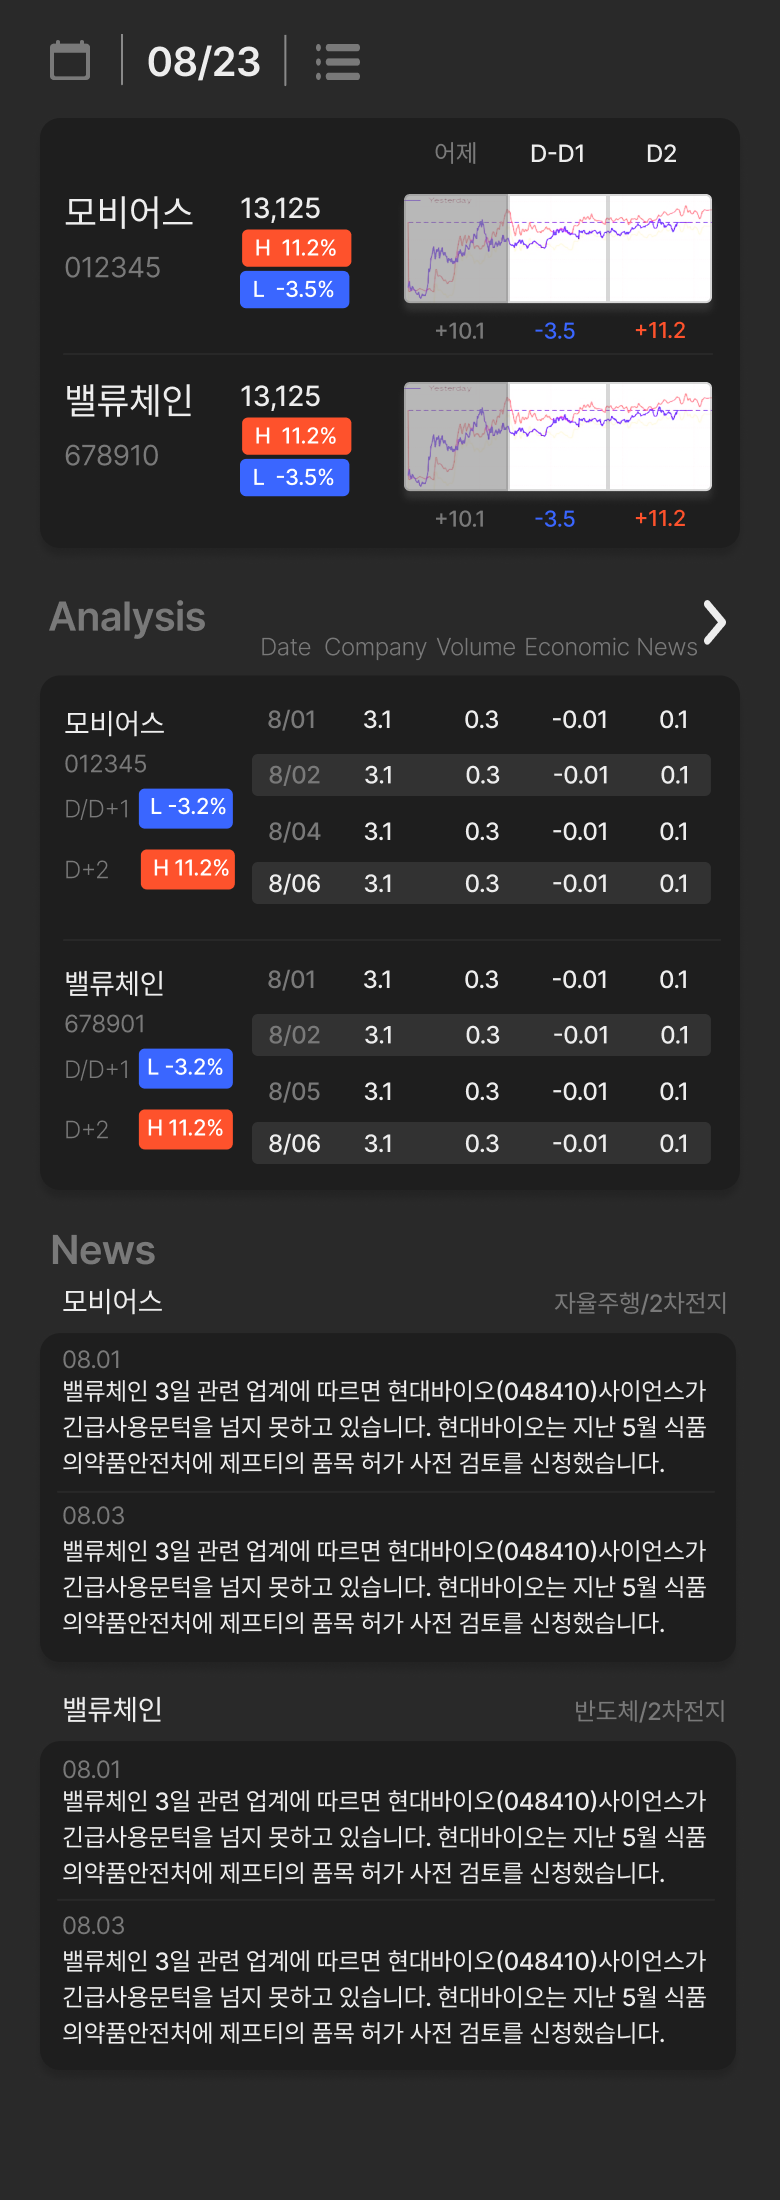 08/23
어제 D-D1 D2
모비어스 13,125
H 11.2%
012345
L -3.5%
Yesterday
+10.1 -3.5 +11.2
밸류체인 13,125
H 11.2%
678910
L -3.5%
Yesterday
+10.1 -3.5 +11.2
Analysis
Date Company Volume Economic News
모비어스
012345
D/D+1 L -3.2%
D+2 H 11.2%
8/01 3.1 0.3 -0.01 0.1
8/02 3.1 0.3 -0.01 0.1
8/04 3.1 0.3 -0.01 0.1
8/06 3.1 0.3 -0.01 0.1
밸류체인
678901
D/D+1 L -3.2%
D+2 H 11.2%
8/01 3.1 0.3 -0.01 0.1
8/02 3.1 0.3 -0.01 0.1
8/05 3.1 0.3 -0.01 0.1
8/06 3.1 0.3 -0.01 0.1
News
모비어스 자율주행/2차전지
08.01
밸류체인 3일 관련 업계에 따르면 현대바이오(048410)사이언스가
긴급사용문턱을 넘지 못하고 있습니다. 현대바이오는 지난 5월 식품
의약품안전처에 제프티의 품목 허가 사전 검토를 신청했습니다.
08.03
밸류체인 3일 관련 업계에 따르면 현대바이오(048410)사이언스가
긴급사용문턱을 넘지 못하고 있습니다. 현대바이오는 지난 5월 식품
의약품안전처에 제프티의 품목 허가 사전 검토를 신청했습니다.
밸류체인 반도체/2차전지
08.01
밸류체인 3일 관련 업계에 따르면 현대바이오(048410)사이언스가
긴급사용문턱을 넘지 못하고 있습니다. 현대바이오는 지난 5월 식품
의약품안전처에 제프티의 품목 허가 사전 검토를 신청했습니다.
08.03
밸류체인 3일 관련 업계에 따르면 현대바이오(048410)사이언스가
긴급사용문턱을 넘지 못하고 있습니다. 현대바이오는 지난 5월 식품
의약품안전처에 제프티의 품목 허가 사전 검토를 신청했습니다.